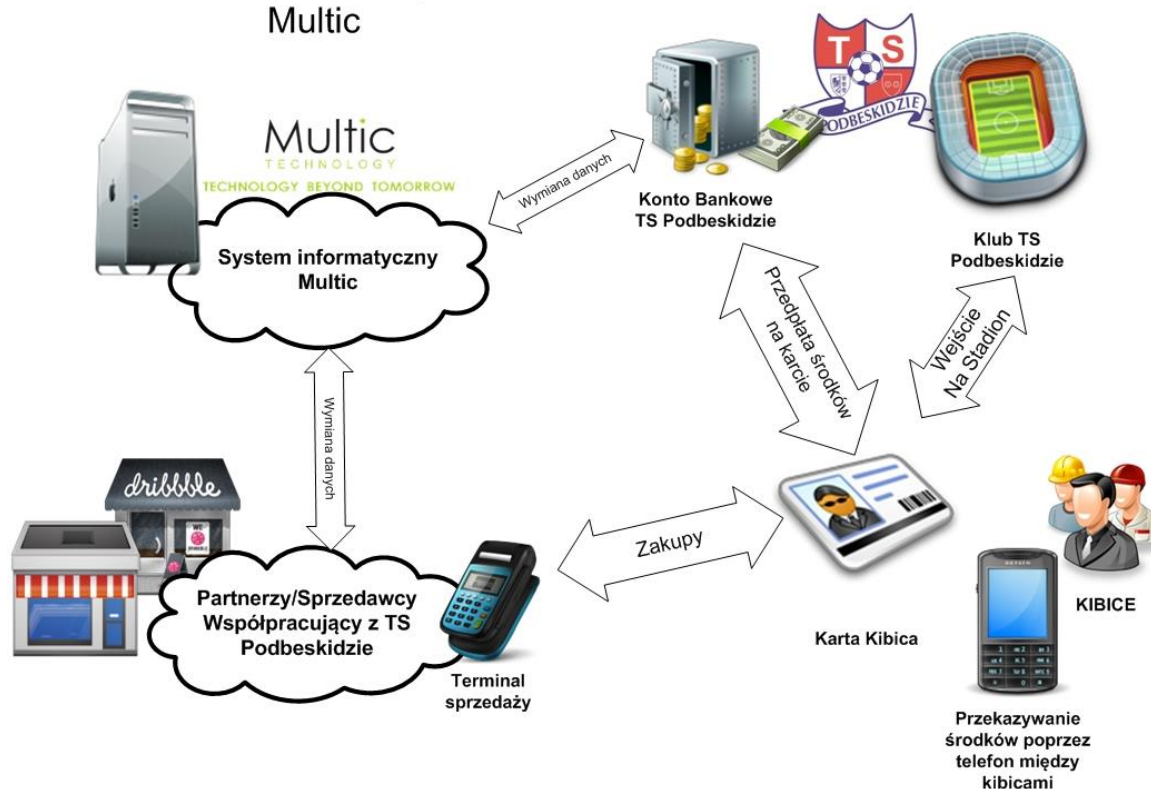 Multic
Multic
TECHNOLOGY
TECHNOLOGY BEYOND TOMORROW
System informatyczny
Multic
Wymiana danych
T S
PODBESKIDZIE
Konto Bankowe
TS Podbeskidzie
Klub TS
Podbeskidzie
Przedpłata środków
na karcie
Wejście
Na Stadion
Wymiana danych
dribbble
Partnerzy/Sprzedawcy
Współpracujący z TS
Podbeskidzie
Terminal
sprzedaży
Zakupy
Karta Kibica
KIBICE
Przekazywanie
środków poprzez
telefon między
kibicami